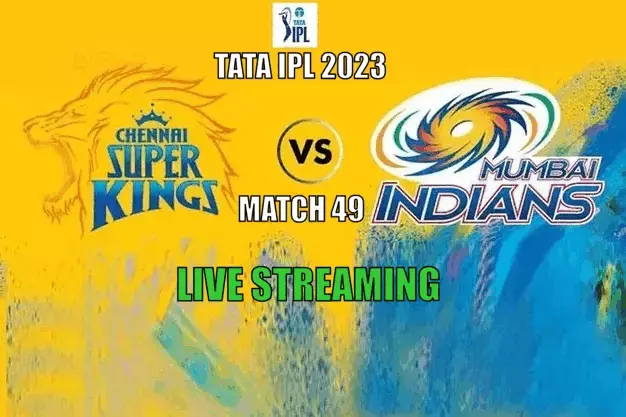 TATA
IPL
TATA IPL 2023
CHENNAI
SUPER
KINGS
VS
MUMBAI
INDIANS
MATCH 49
LIVE STREAMING